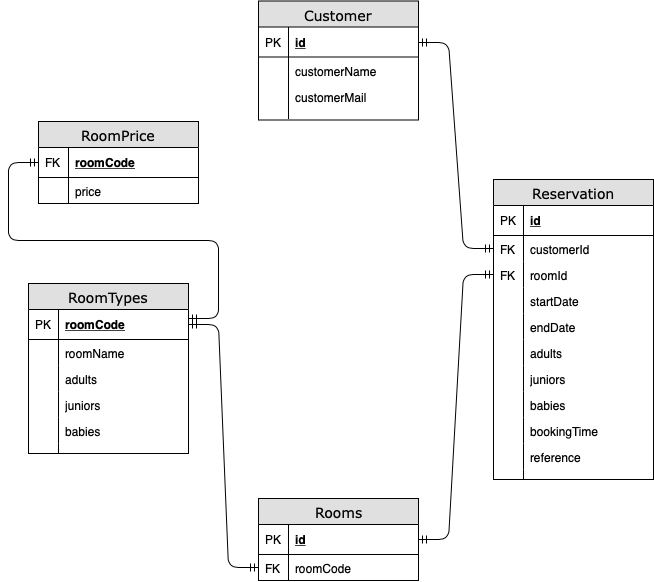 Customer
PK id
customerName
customerMail
RoomPrice
FK roomCode
price
Reservation
PK id
FK customerId
FK roomId
startDate
endDate
adults
juniors
babies
bookingTime
reference
RoomTypes
PK roomCode
roomName
adults
juniors
babies
Rooms
PK id
FK roomCode